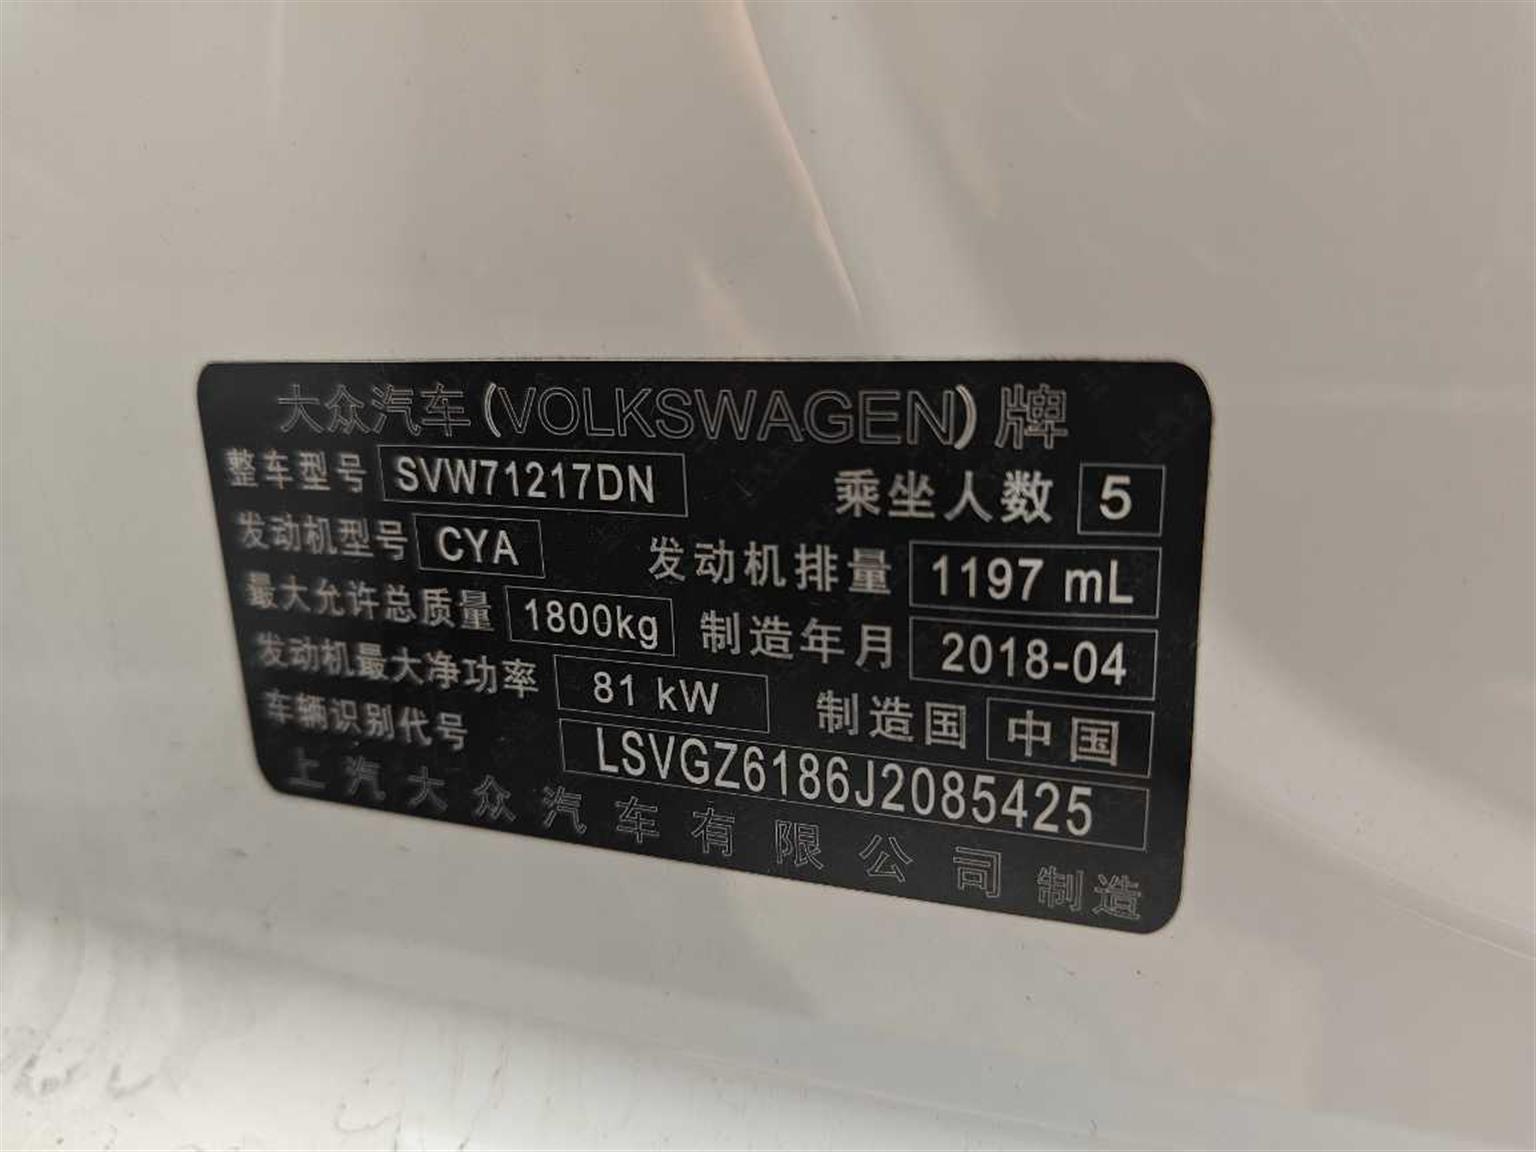 大众汽车(VOLKSWAGEN)牌
整车型号 SVW71217DN 乘坐人数 5
发动机型号 CYA 发动机排量 1197 mL
最大允许总质量 1800kg 制造年月 2018-04
发动机最大净功率 81 kW 制造国 中国
车辆识别代号 LSVGZ6186J2085425
上汽大众汽车有限公司制造